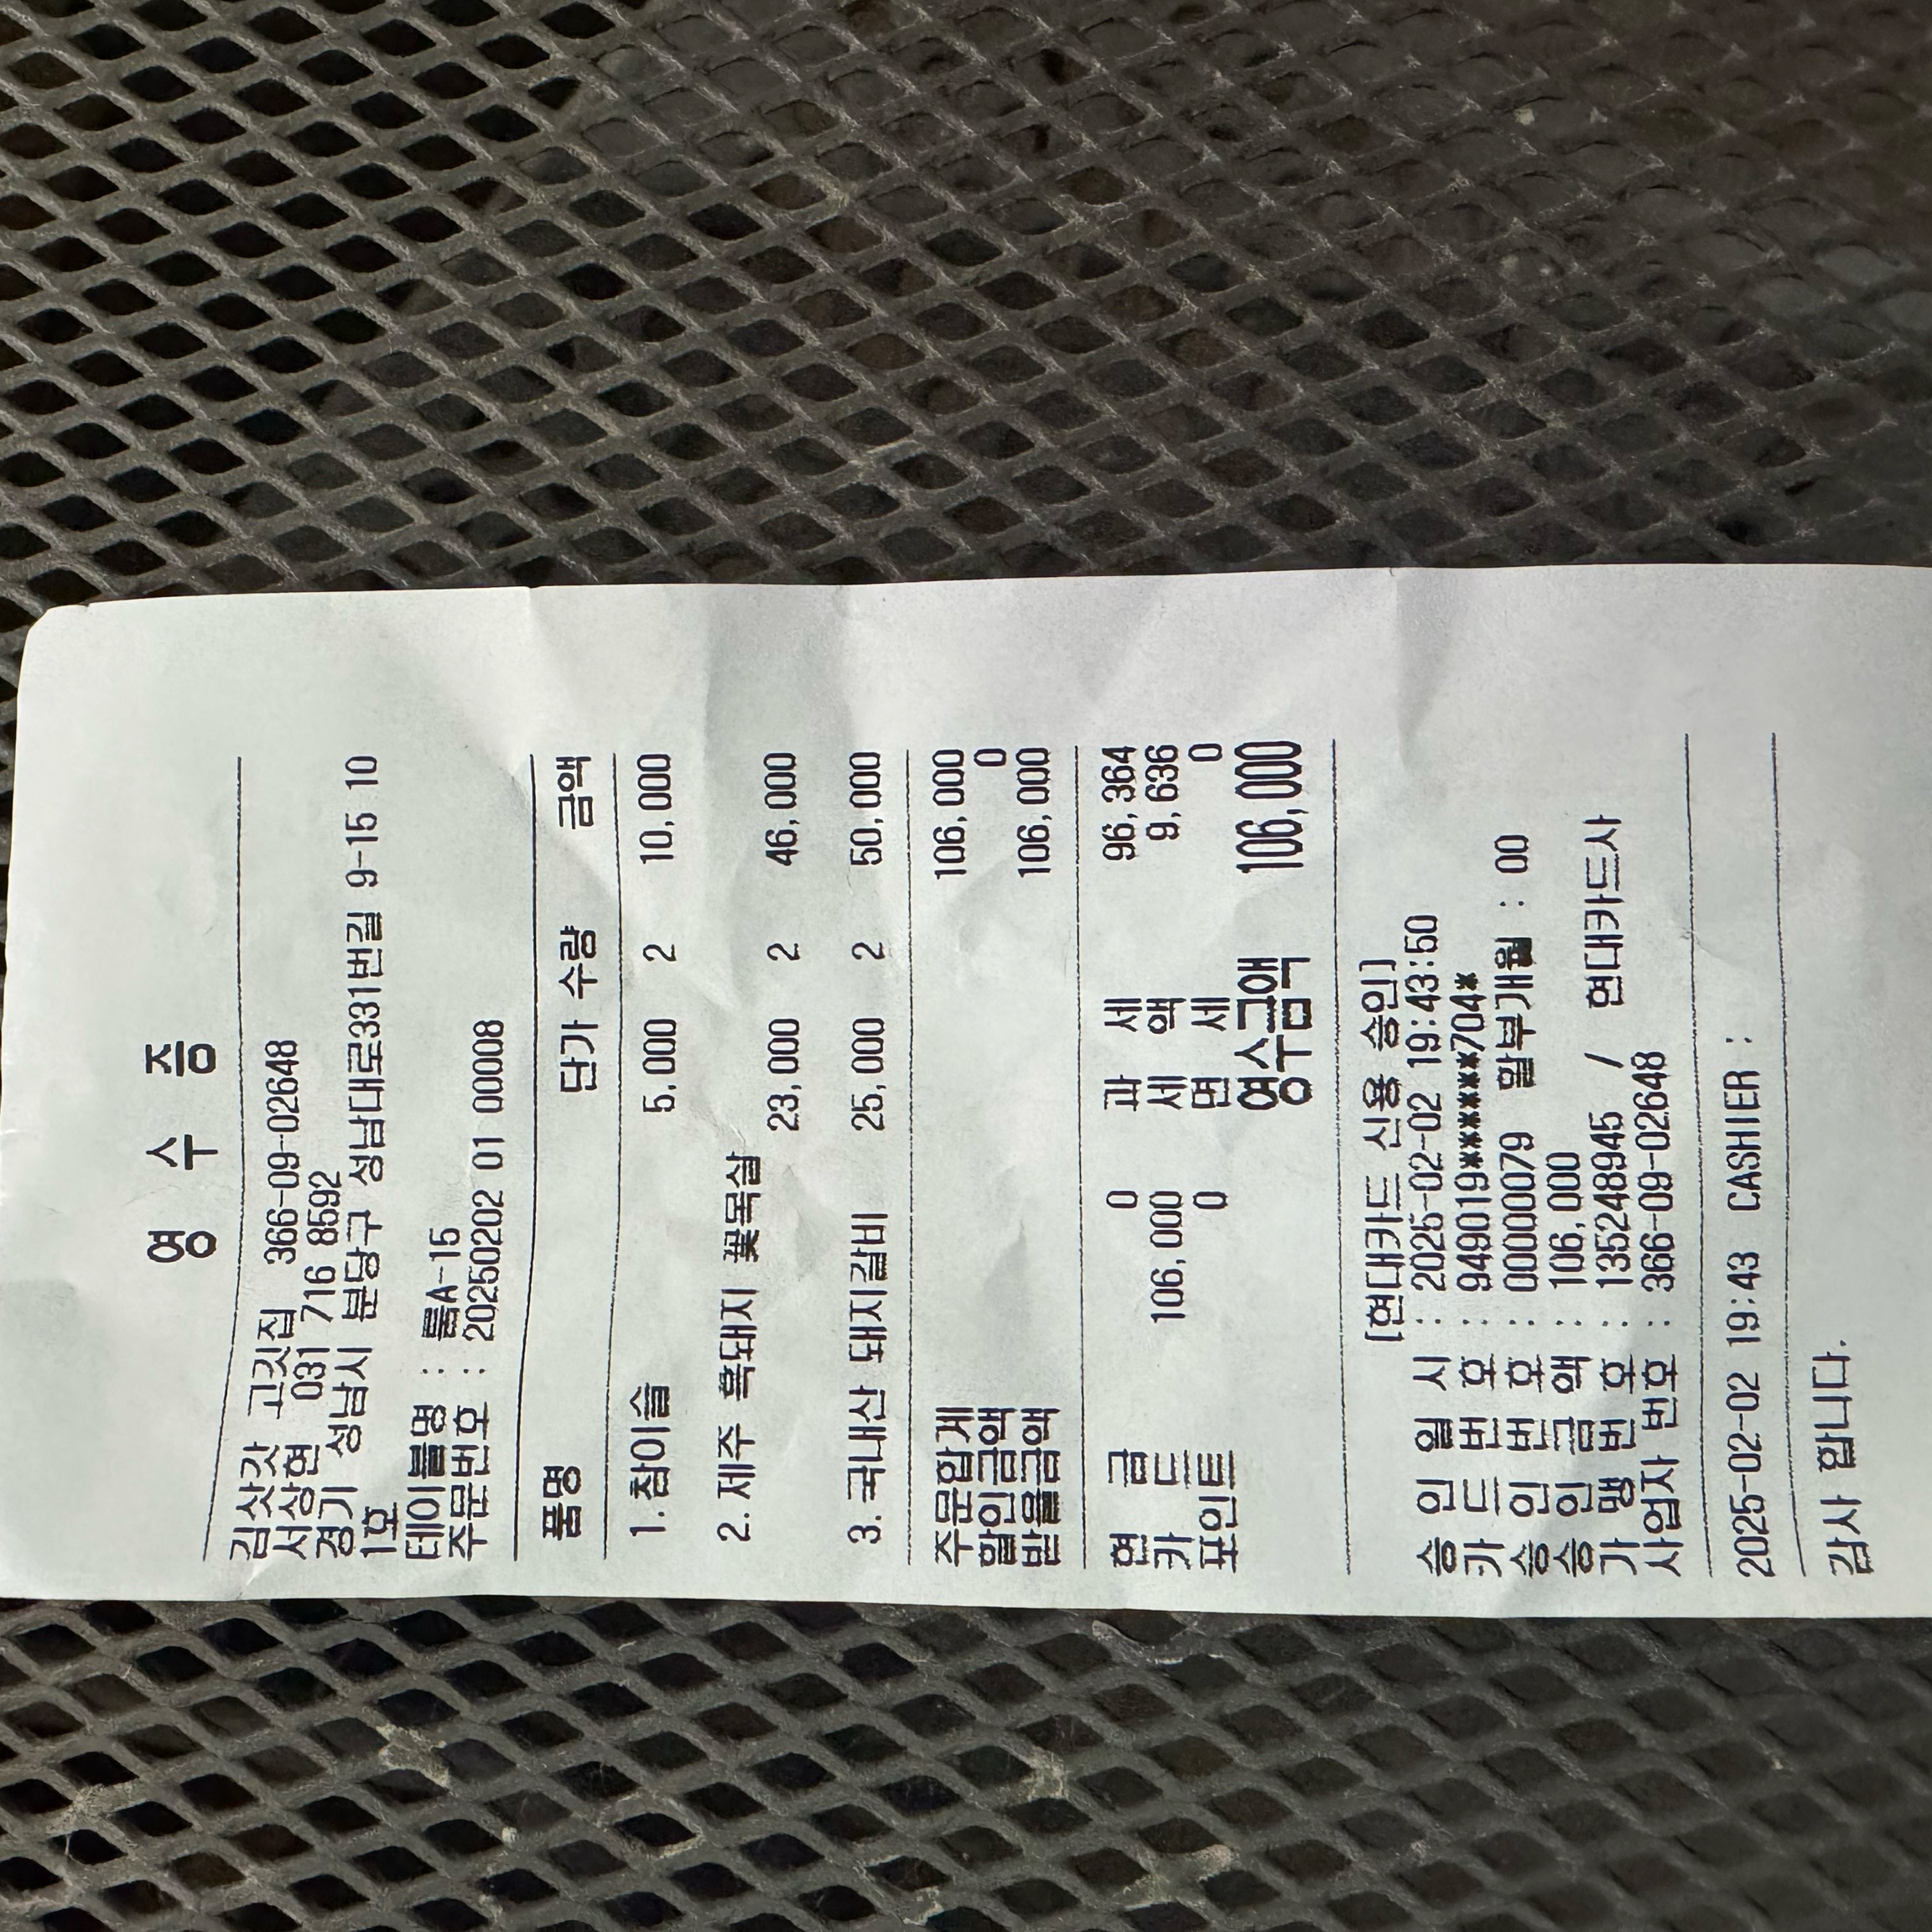 영 수 증
김삿갓 고깃집 366-09-02648
서상현 031 716 8592
경기 성남시 분당구 성남대로331번길 9-15 10
1호
테이블명 : 룸A-15
주문번호 : 20250202 01 00008
품명 단가 수량 금액
1.참이슬 5,000 2 10,000
2.제주 흑돼지 꽃목살
23,000 2 46,000
3.국내산 돼지갈비 25,000 2 50,000
주문합계 106,000
할인금액 0
받을금액 106,000
현 금 0 과 세 96,364
카 드 106,000 세 액 9,636
포인트 0 면 세 0
영수금액 106,000
[현대카드 신용 승인]
승 인 일 시 : 2025-02-02 19:43:50
카 드 번 호 : 949019******704*
승 인 번 호 : 00000079 할부개월 : 00
승 인 금 액 : 106,000
가 맹 번 호 : 135248945 / 현대카드사
사업자 번호 : 366-09-02648
2025-02-02 19:43 CASHIER :
감사 합니다.